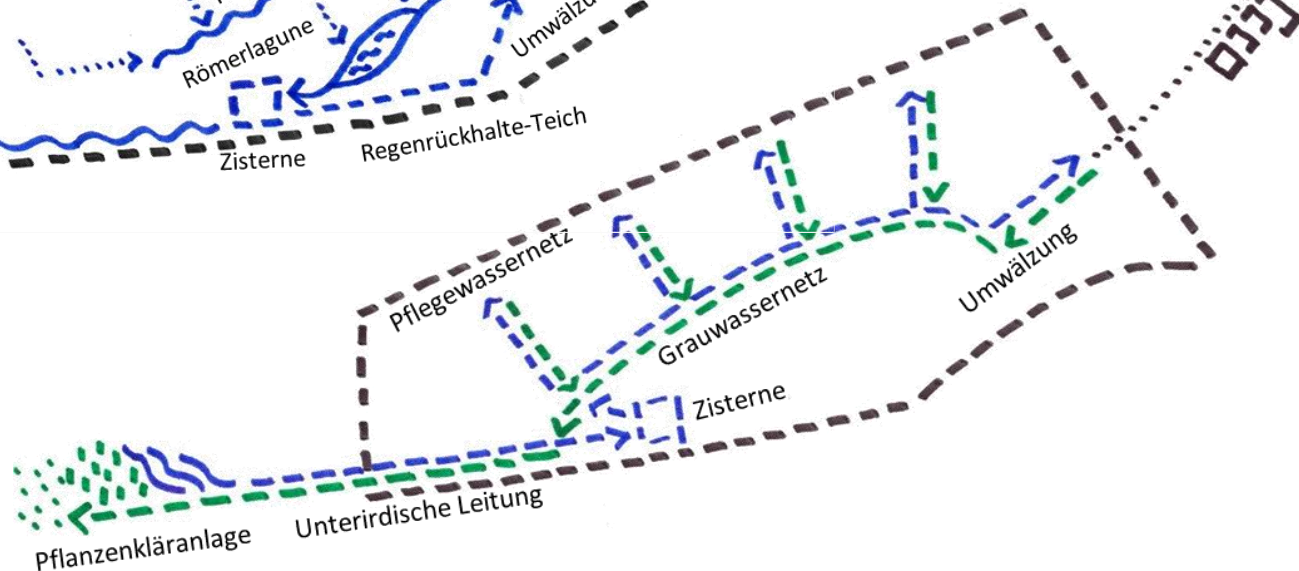 Römerlagune
Umwälzu
Regenrückhalte-Teich
Zisterne
Pflegewassernetz
Grauwassernetz
Umwälzung
Zisterne
Unterirdische Leitung
Pflanzenkläranlage